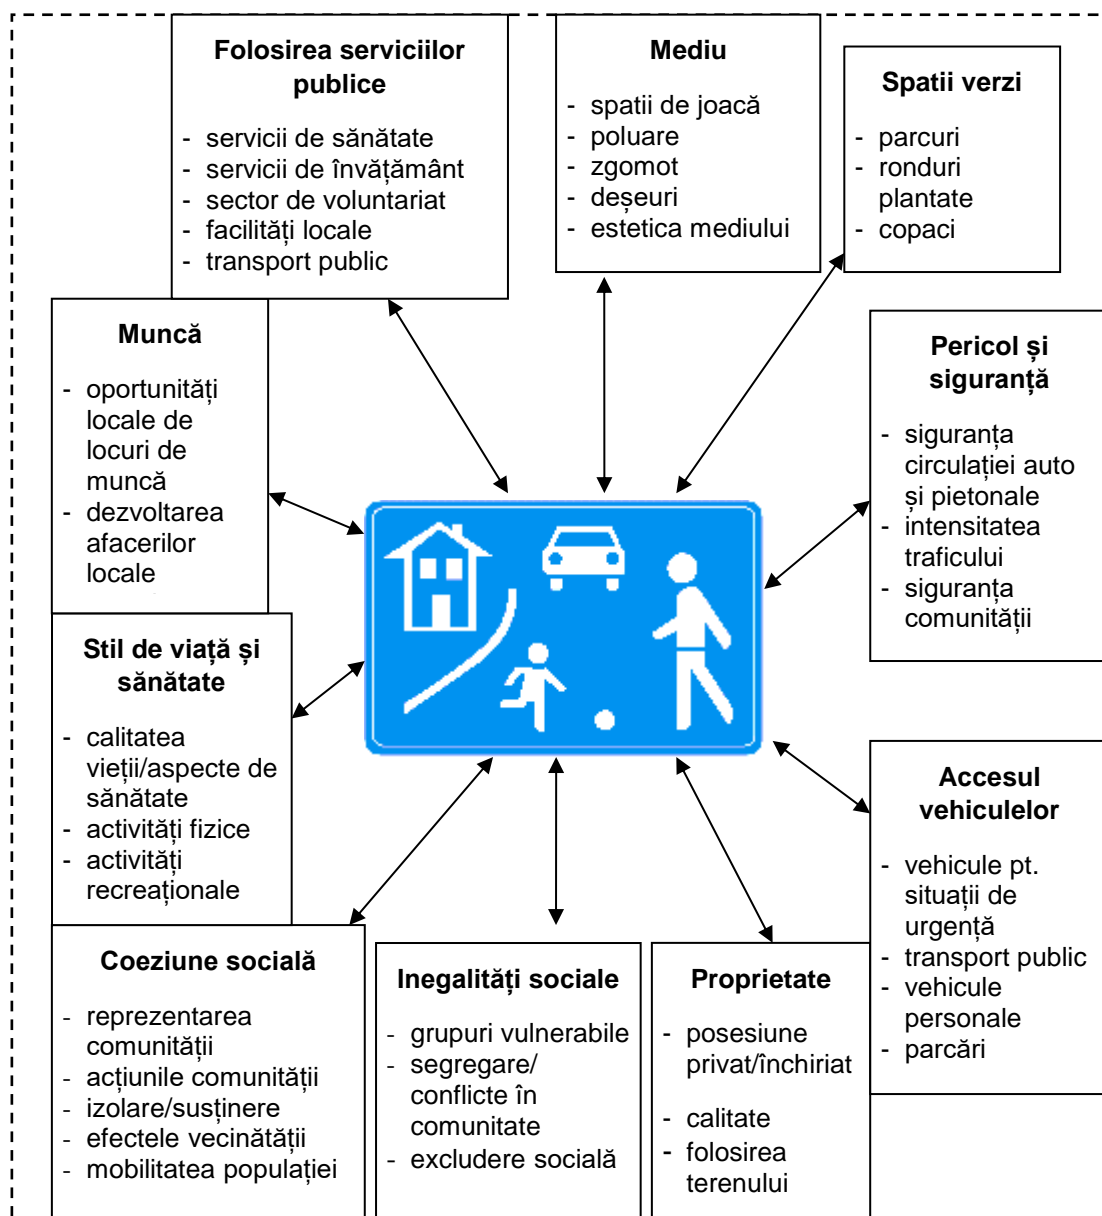 Folosirea serviciilor
publice
- servicii de sănătate
- servicii de învățământ
- sector de voluntariat
- facilități locale
- transport public
Mediu
- spatii de joacă
- poluare
- zgomot
- deșeuri
- estetica mediului
Spatii verzi
- parcuri
- ronduri
plantate
- copaci
Muncă
- oportunități
locale de
locuri de
muncă
- dezvoltarea
afacerilor
locale
Pericol și
siguranță
- siguranța
circulației auto
și pietonale
- intensitatea
traficului
- siguranța
comunității
Stil de viață și
sănătate
- calitatea
vieții/aspecte de
sănătate
- activități fizice
- activități
recreaționale
Accesul
vehiculelor
- vehicule pt.
situații de
urgență
- transport public
- vehicule
personale
- parcări
Coeziune socială
- reprezentarea
comunității
- acțiunile comunității
- izolare/susținere
- efectele vecinătății
- mobilitatea populației
Inegalități sociale
- grupuri vulnerabile
- segregare/
conflicte în
comunitate
- excludere socială
Proprietate
- posesiune
privat/închiriat
- calitate
- folosirea
terenului